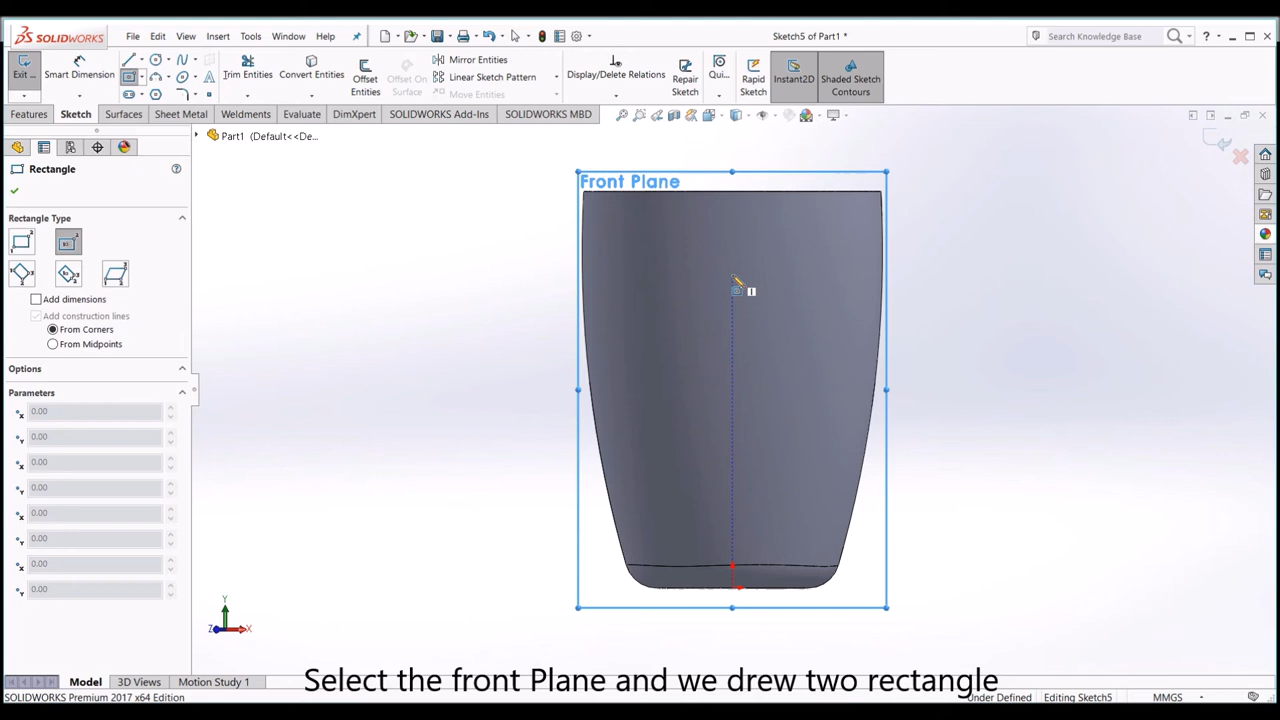 SOLIDWORKS File Edit View Insert Tools Window Help Sketch5 of Part1 * Search Knowledge Base ?
Exit ... Smart Dimension Trim Entities Convert Entities Offset Entities Offset On Surface Mirror Entities Linear Sketch Pattern Move Entities Display/Delete Relations Repair Sketch Qui... Rapid Sketch Instant2D Shaded Sketch Contours
Features Sketch Surfaces Sheet Metal Weldments Evaluate DimXpert SOLIDWORKS Add-Ins SOLIDWORKS MBD
Part1 (Default<<De...
Rectangle
Front Plane
Rectangle Type
Add dimensions
Add construction lines
From Corners
From Midpoints
Options
Parameters
0.00
0.00
0.00
0.00
0.00
0.00
0.00
0.00
Y
Z X
Model 3D Views Motion Study 1
Select the front Plane and we drew two rectangle
SOLIDWORKS Premium 2017 x64 Edition Under Defined Editing Sketch5 MMGS